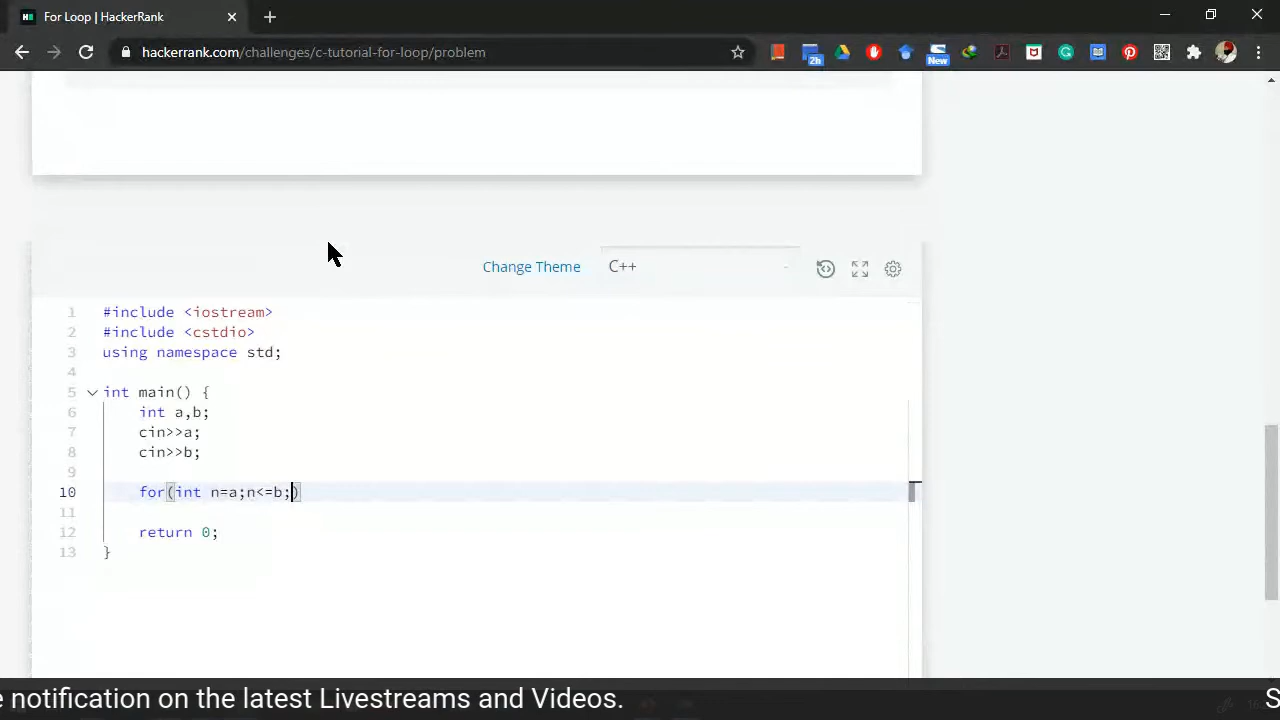 For Loop | HackerRank
hackerrank.com/challenges/c-tutorial-for-loop/problem
2h
New
Change Theme
C++
1 #include <iostream>
2 #include <cstdio>
3 using namespace std;
4
5 int main() {
6 int a,b;
7 cin>>a;
8 cin>>b;
9
10 for(int n=a;n<=b;)
11
12 return 0;
13 }
e notification on the latest Livestreams and Videos.
S